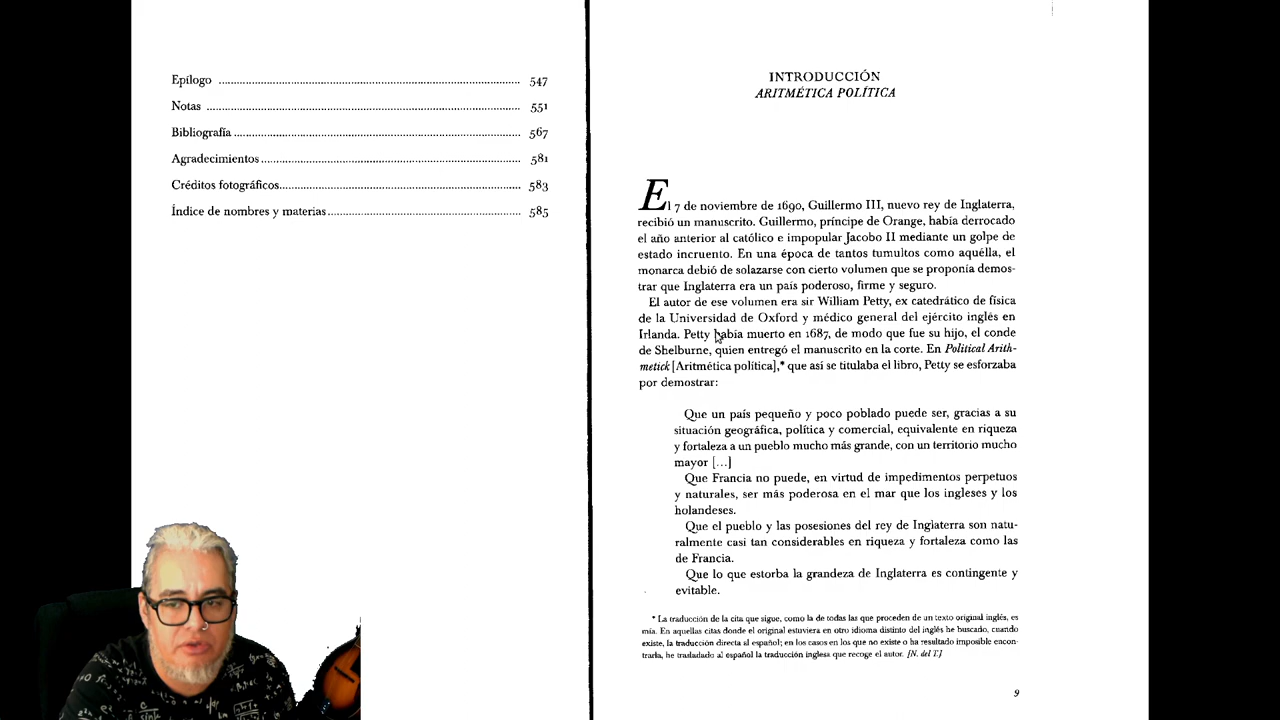 Epílogo ........................................................................................ 547
Notas ........................................................................................... 551
Bibliografía .................................................................................... 567
Agradecimientos ............................................................................. 581
Créditos fotográficos........................................................................ 583
Índice de nombres y materias ........................................................... 585
INTRODUCCIÓN
ARITMÉTICA POLÍTICA
El 7 de noviembre de 1690, Guillermo III, nuevo rey de Inglaterra,
recibió un manuscrito. Guillermo, príncipe de Orange, había derrocado
el año anterior al católico e impopular Jacobo II mediante un golpe de
estado incruento. En una época de tantos tumultos como aquélla, el
monarca debió de solazarse con cierto volumen que se proponía demos-
trar que Inglaterra era un país poderoso, firme y seguro.
El autor de ese volumen era sir William Petty, ex catedrático de física
de la Universidad de Oxford y médico general del ejército inglés en
Irlanda. Petty había muerto en 1687, de modo que fue su hijo, el conde
de Shelburne, quien entregó el manuscrito en la corte. En Political Arith-
metick [Aritmética política],* que así se titulaba el libro, Petty se esforzaba
por demostrar:
Que un país pequeño y poco poblado puede ser, gracias a su
situación geográfica, política y comercial, equivalente en riqueza
y fortaleza a un pueblo mucho más grande, con un territorio mucho
mayor [...]
Que Francia no puede, en virtud de impedimentos perpetuos
y naturales, ser más poderosa en el mar que los ingleses y los
holandeses.
Que el pueblo y las posesiones del rey de Inglaterra son natu-
ralmente casi tan considerables en riqueza y fortaleza como las
de Francia.
Que lo que estorba la grandeza de Inglaterra es contingente y
evitable.
* La traducción de la cita que sigue, como la de todas las que proceden de un texto original inglés, es
mía. En aquellas citas donde el original estuviera en otro idioma distinto del inglés he buscado, cuando
existe, la traducción directa al español; en los casos en los que no existe o ha resultado imposible encon-
trarla, he trasladado al español la traducción inglesa que recoge el autor. [N. del T.]
9